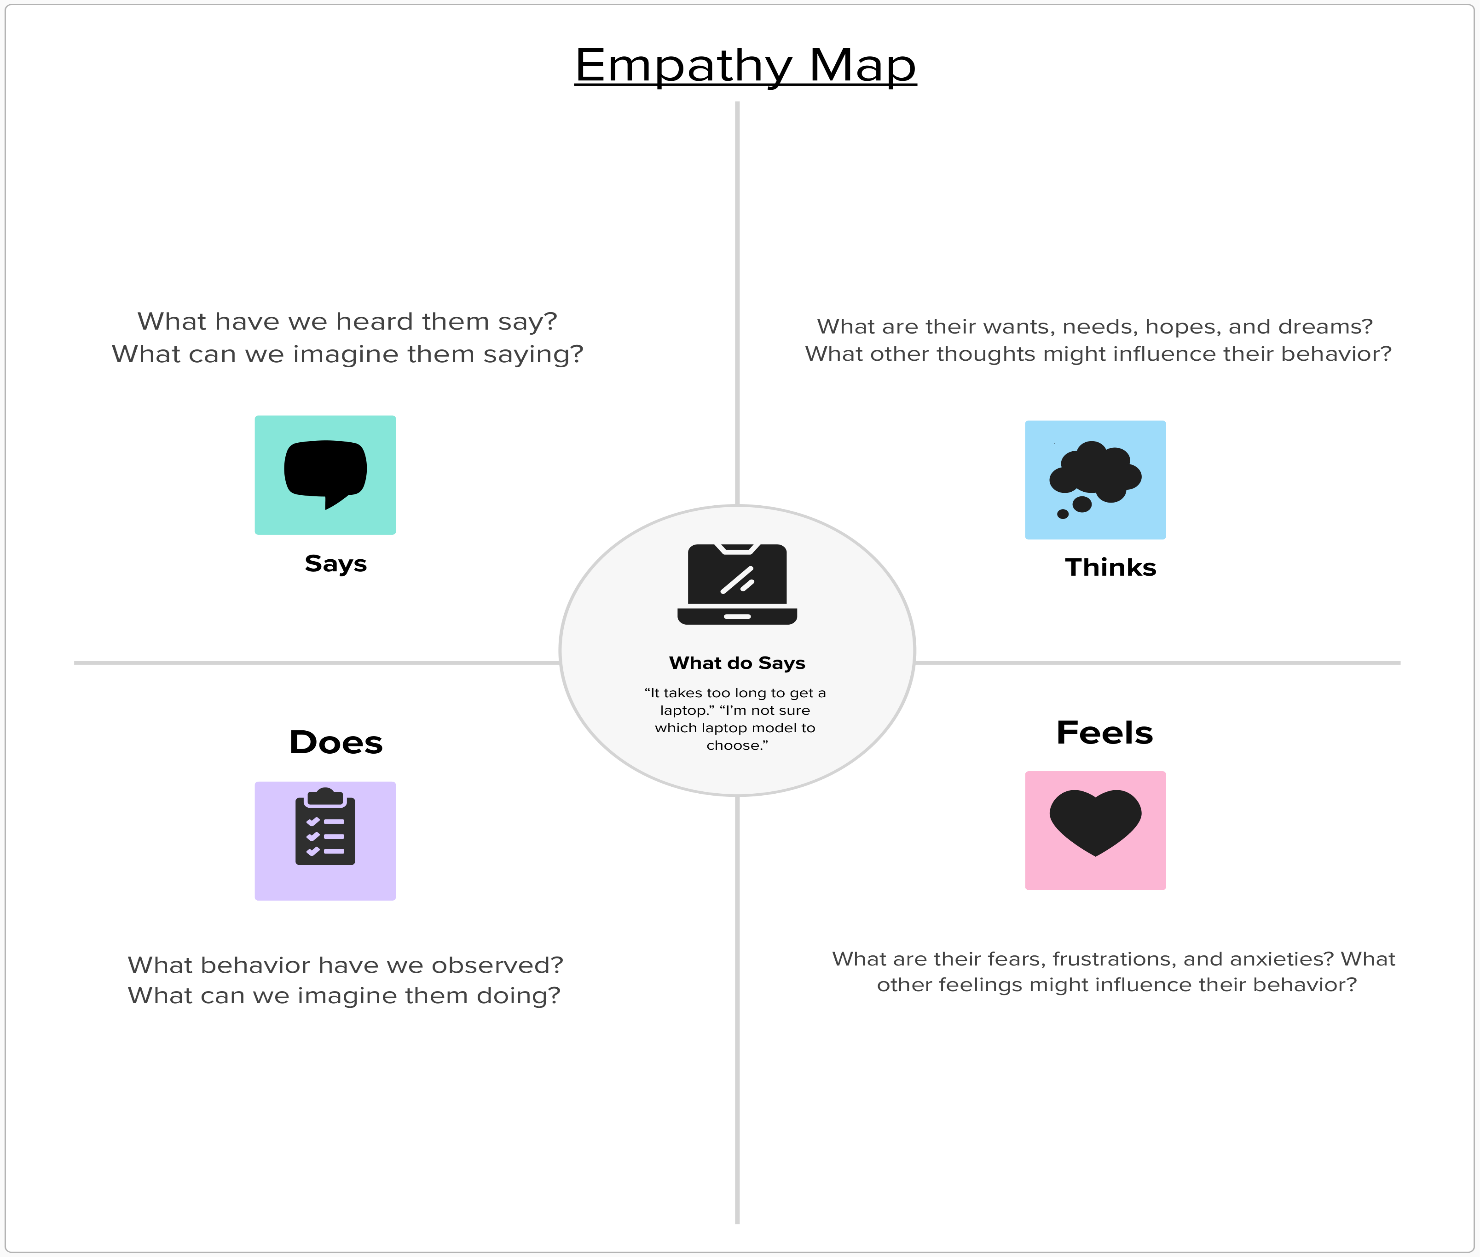 Empathy Map
What have we heard them say?
What can we imagine them saying?
Says
What are their wants, needs, hopes, and dreams?
What other thoughts might influence their behavior?
Thinks
What do Says
“It takes too long to get a
laptop.” “I’m not sure
which laptop model to
choose.”
Does
What behavior have we observed?
What can we imagine them doing?
Feels
What are their fears, frustrations, and anxieties? What
other feelings might influence their behavior?